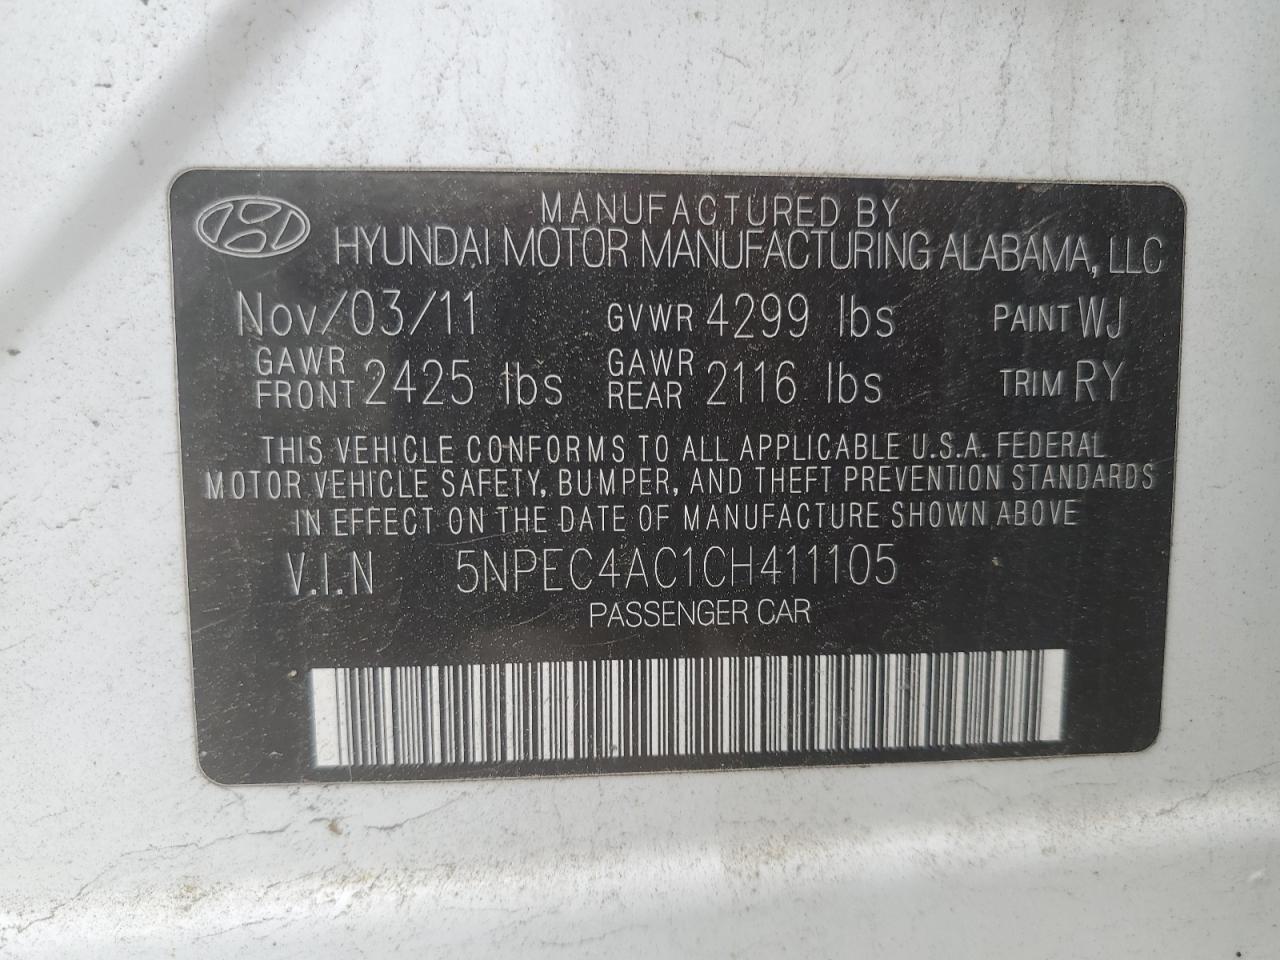 MANUFACTURED BY
HYUNDAI MOTOR MANUFACTURING ALABAMA, LLC
Nov/03/11 GVWR 4299 lbs PAINT WJ
GAWR FRONT 2425 lbs GAWR REAR 2116 lbs TRIM RY
THIS VEHICLE CONFORMS TO ALL APPLICABLE U.S.A. FEDERAL
MOTOR VEHICLE SAFETY, BUMPER, AND THEFT PREVENTION STANDARDS
IN EFFECT ON THE DATE OF MANUFACTURE SHOWN ABOVE
V.I.N 5NPEC4AC1CH411105
PASSENGER CAR